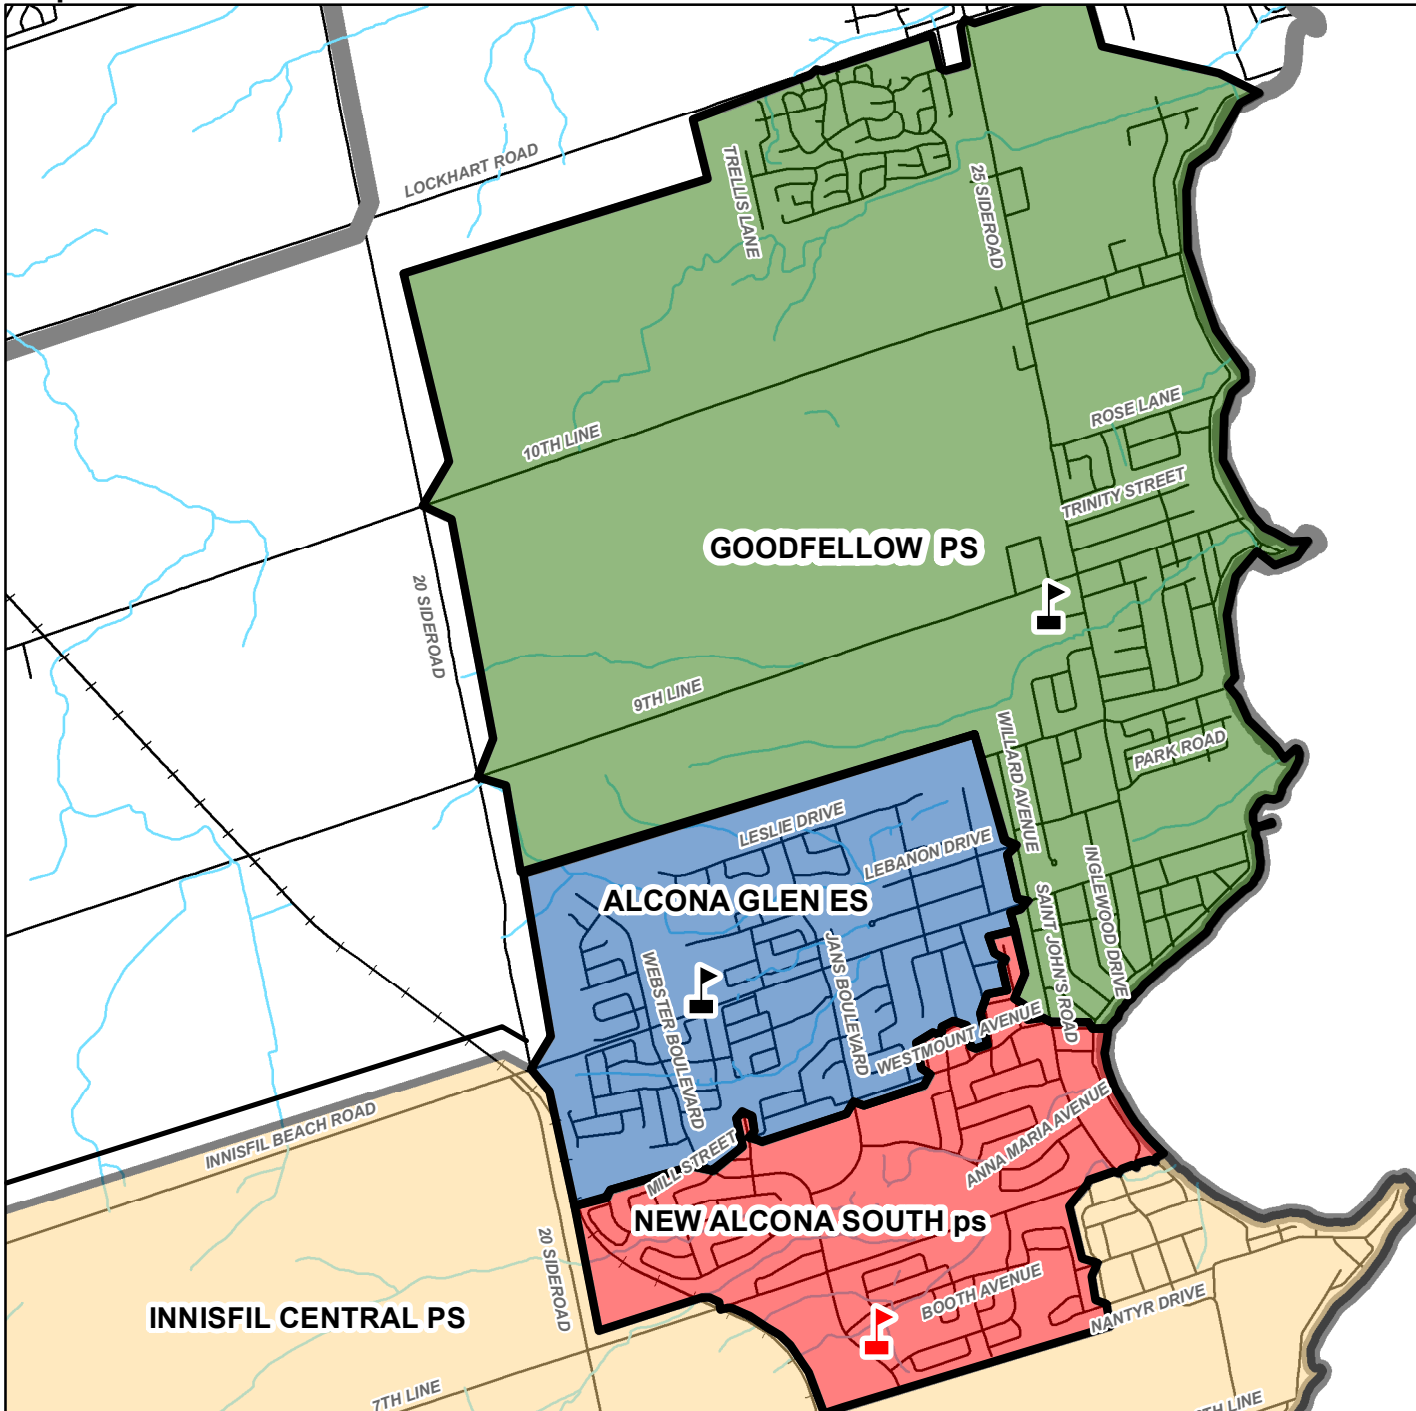 LOCKHART ROAD
TRELLIS LANE
25 SIDEROAD
ROSE LANE
10TH LINE
TRINITY STREET
GOODFELLOW PS
20 SIDEROAD
9TH LINE
WILLARD AVENUE
PARK ROAD
LESLIE DRIVE
LEBANON DRIVE
ALCONA GLEN ES
SAINT JOHN'S ROAD
INGLEWOOD DRIVE
WEBSTER BOULEVARD
JANS BOULEVARD
WESTMOUNT AVENUE
INNISFIL BEACH ROAD
MILL STREET
ANNA MARIA AVENUE
NEW ALCONA SOUTH ps
20 SIDEROAD
BOOTH AVENUE
NANTYR DRIVE
INNISFIL CENTRAL PS
7TH LINE
LINE